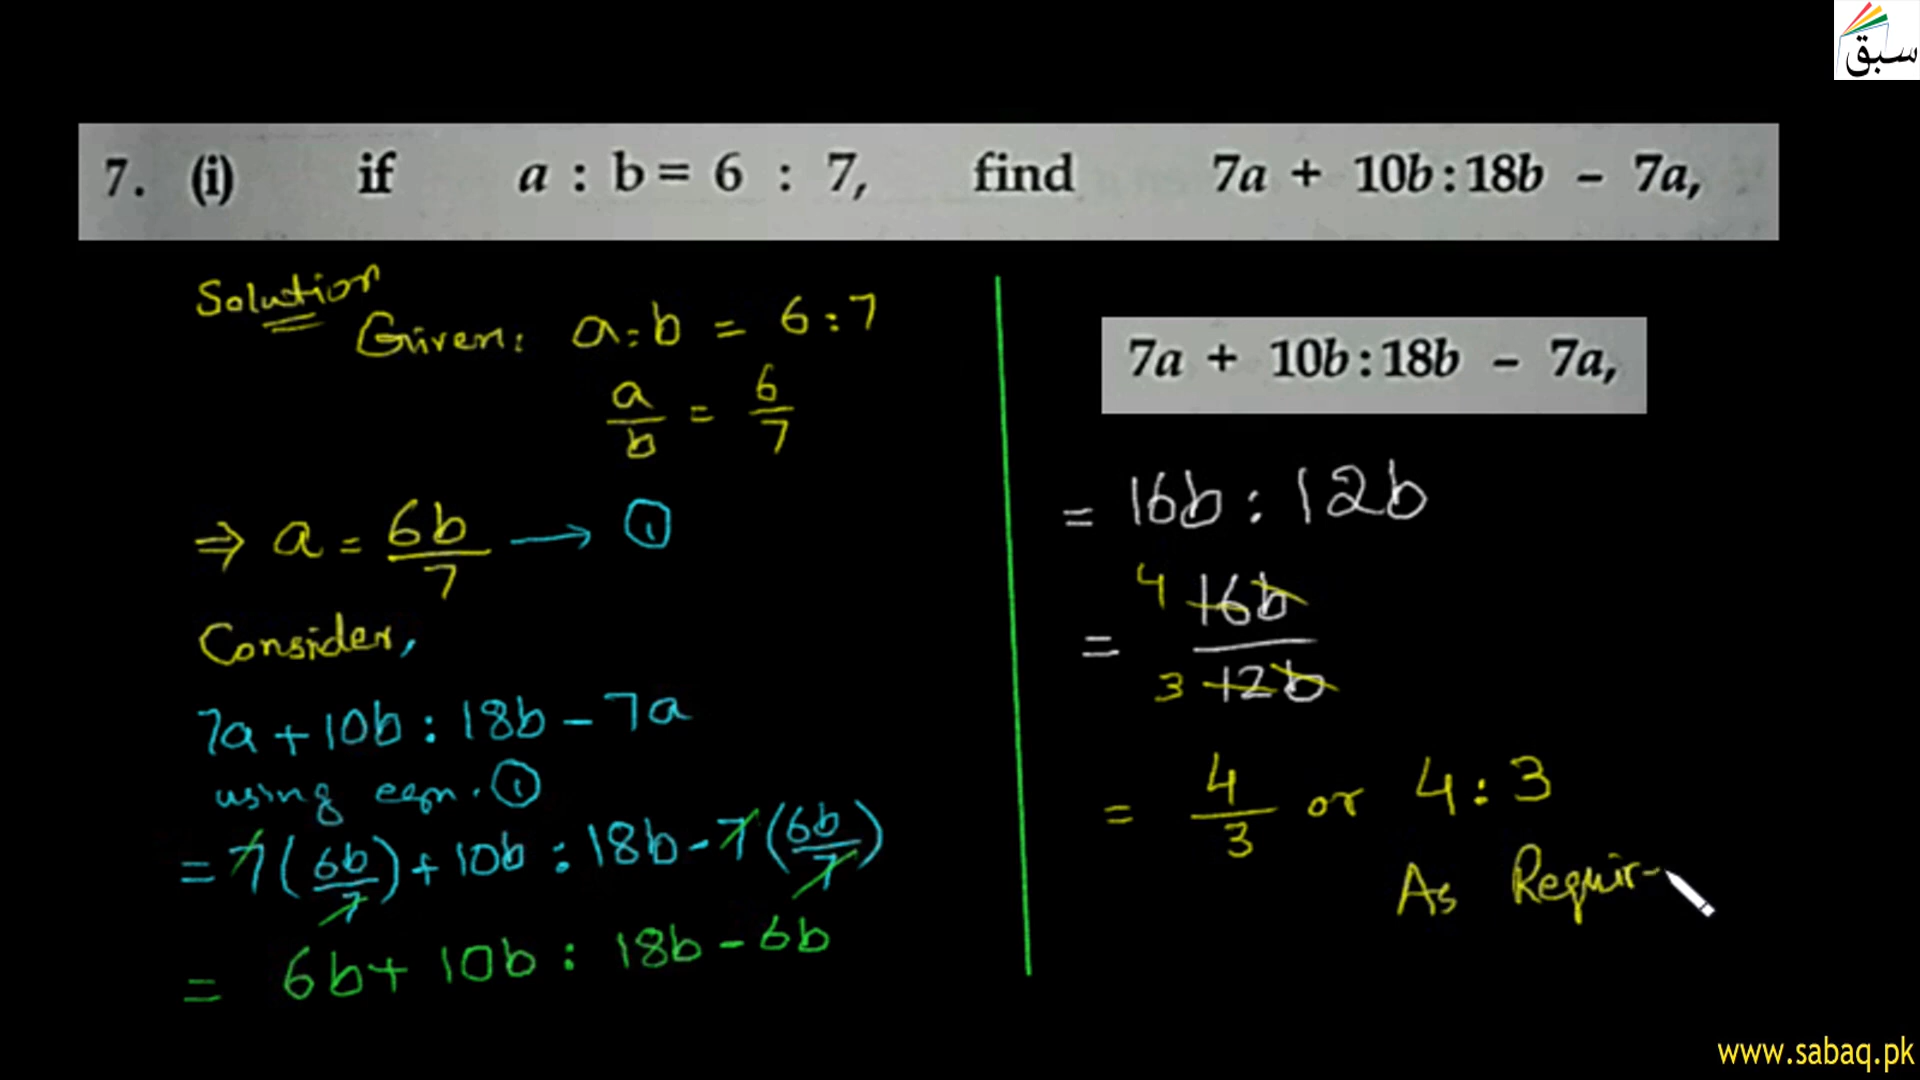 سبق
7. (i) if a : b = 6 : 7, find 7a + 10b : 18b - 7a,
Solution
Given: a:b = 6:7
a/b = 6/7
⇒ a = 6b/7 → ①
Consider,
7a + 10b : 18b - 7a
using eqn. ①
= 7(6b/7) + 10b : 18b - 7(6b/7)
= 6b + 10b : 18b - 6b
7a + 10b : 18b - 7a,
= 16b : 12b
= 4 16b / 3 12b
= 4/3 or 4:3
As Requir
www.sabaq.pk